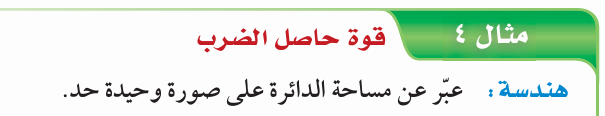 مثال ٤ قوة حاصل الضرب
هندسة: عبّر عن مساحة الدائرة على صورة وحيدة حد.